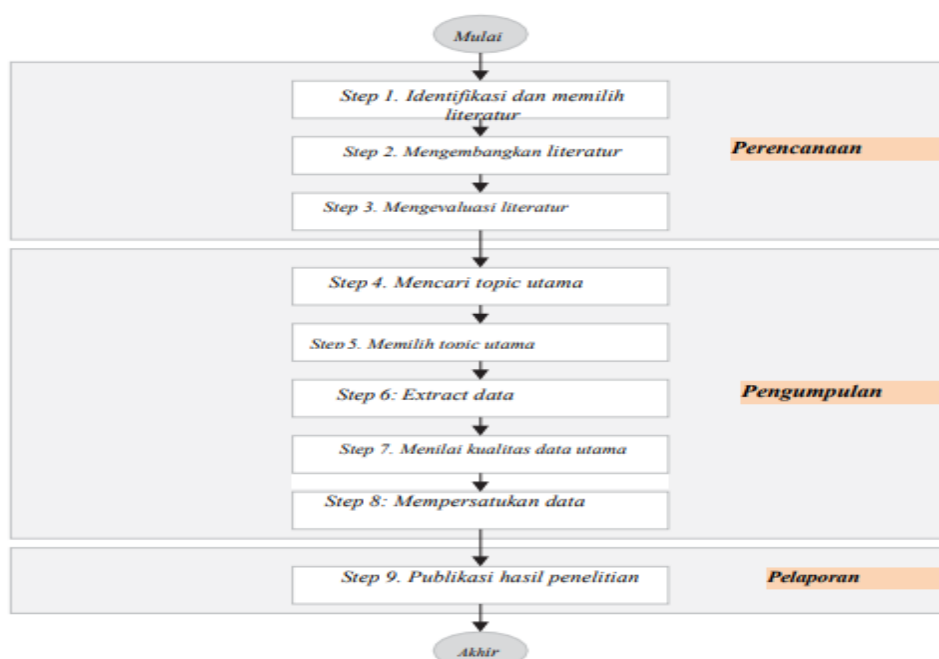 Mulai
Step 1. Identifikasi dan memilih
literatur
Step 2. Mengembangkan literatur
Perencanaan
Step 3. Mengevaluasi literatur
Step 4. Mencari topic utama
Step 5. Memilih topic utama
Step 6: Extract data
Pengumpulan
Step 7. Menilai kualitas data utama
Step 8: Mempersatukan data
Step 9. Publikasi hasil penelitian
Pelaporan
Akhir